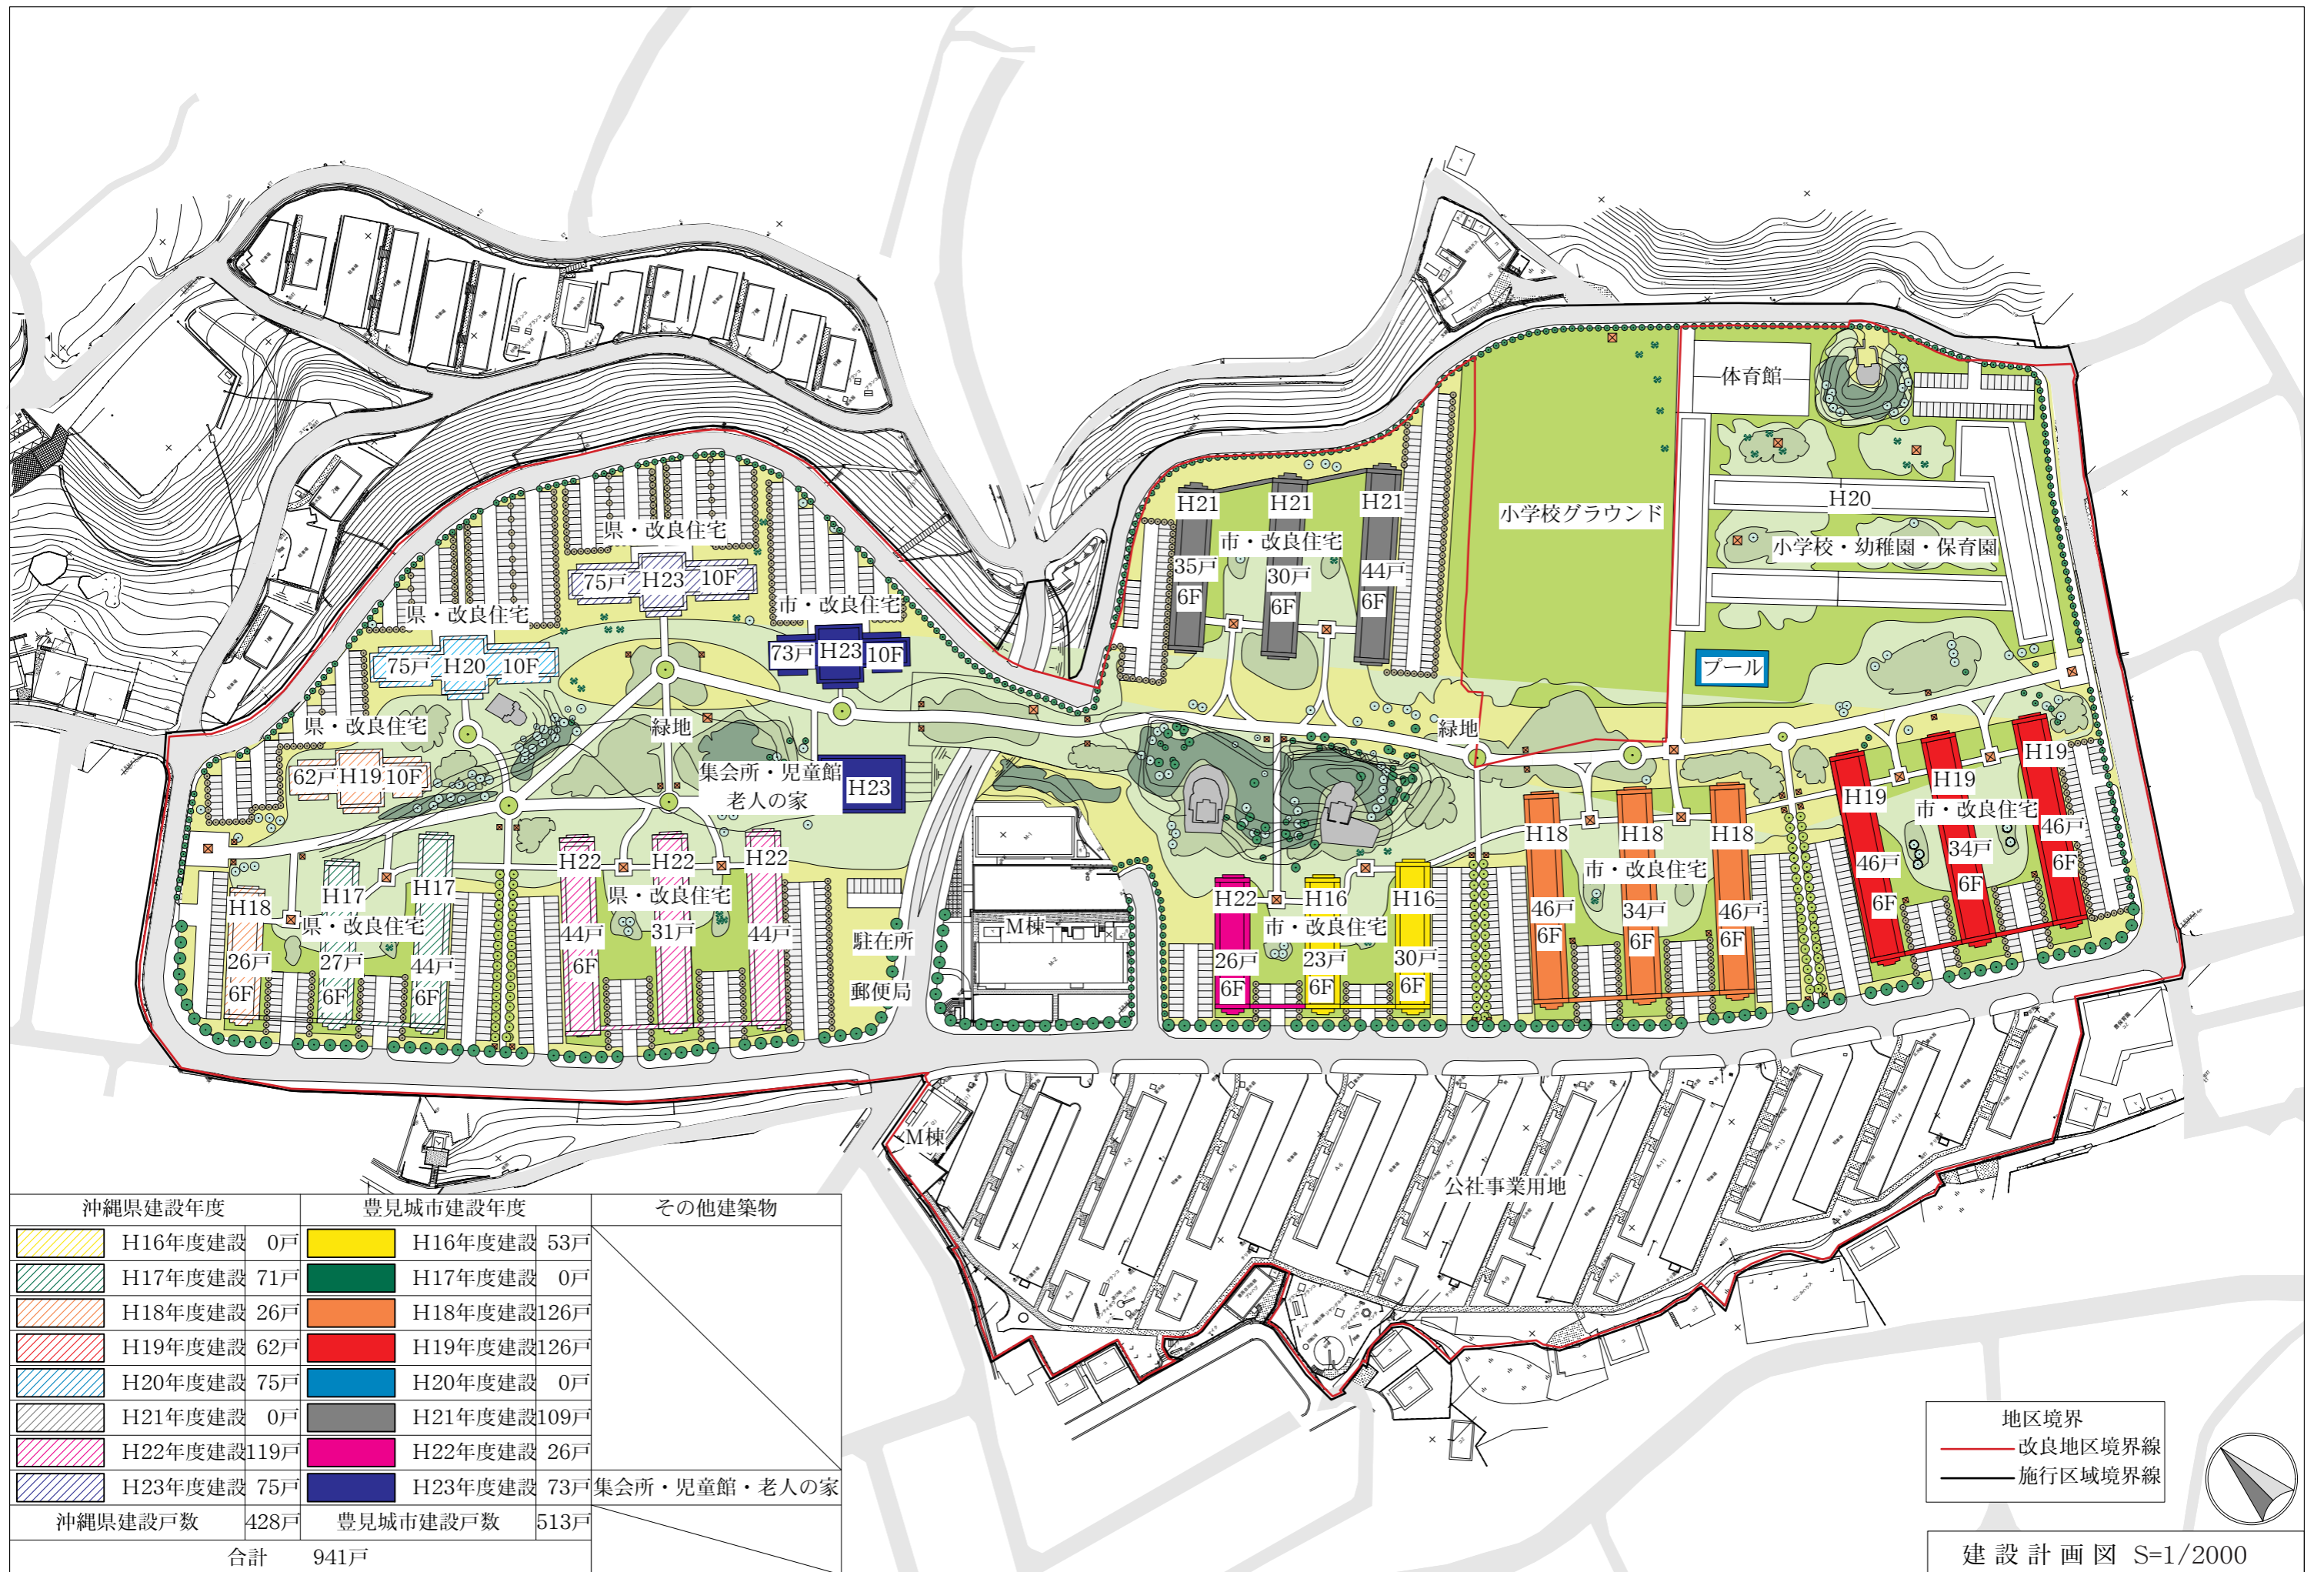 体育館
県・改良住宅
H21
H21
H21
小学校グラウンド
H20
小学校・幼稚園・保育園
市・改良住宅
75戸 H23 10F
35戸
6F
30戸
6F
44戸
6F
県・改良住宅
市・改良住宅
75戸 H20 10F
73戸 H23 10F
プール
県・改良住宅
緑地
緑地
62戸 H19 10F
集会所・児童館
老人の家
H23
H19
H19
H19
市・改良住宅
46戸
6F
34戸
6F
46戸
6F
H18
H18
H18
市・改良住宅
46戸
6F
34戸
6F
46戸
6F
H18
H17
H17
県・改良住宅
26戸
6F
27戸
6F
44戸
6F
H22
H22
H22
県・改良住宅
44戸
6F
31戸
44戸
駐在所
郵便局
M棟
M-1
M-2
H22
H16
H16
市・改良住宅
26戸
6F
23戸
6F
30戸
6F
M棟
公社事業用地
A-1
A-2
A-5
A-6
A-7
A-10
A-11
A-13
A-14
A-15
A-3
A-4
A-8
A-9
A-12
沖縄県建設年度 豊見城市建設年度 その他建築物
H16年度建設 0戸 H16年度建設 53戸
H17年度建設 71戸 H17年度建設 0戸
H18年度建設 26戸 H18年度建設 126戸
H19年度建設 62戸 H19年度建設 126戸
H20年度建設 75戸 H20年度建設 0戸
H21年度建設 0戸 H21年度建設 109戸
H22年度建設 119戸 H22年度建設 26戸
H23年度建設 75戸 H23年度建設 73戸 集会所・児童館・老人の家
沖縄県建設戸数 428戸 豊見城市建設戸数 513戸
合計 941戸
地区境界
改良地区境界線
施行区域境界線
建設計画図 S=1/2000